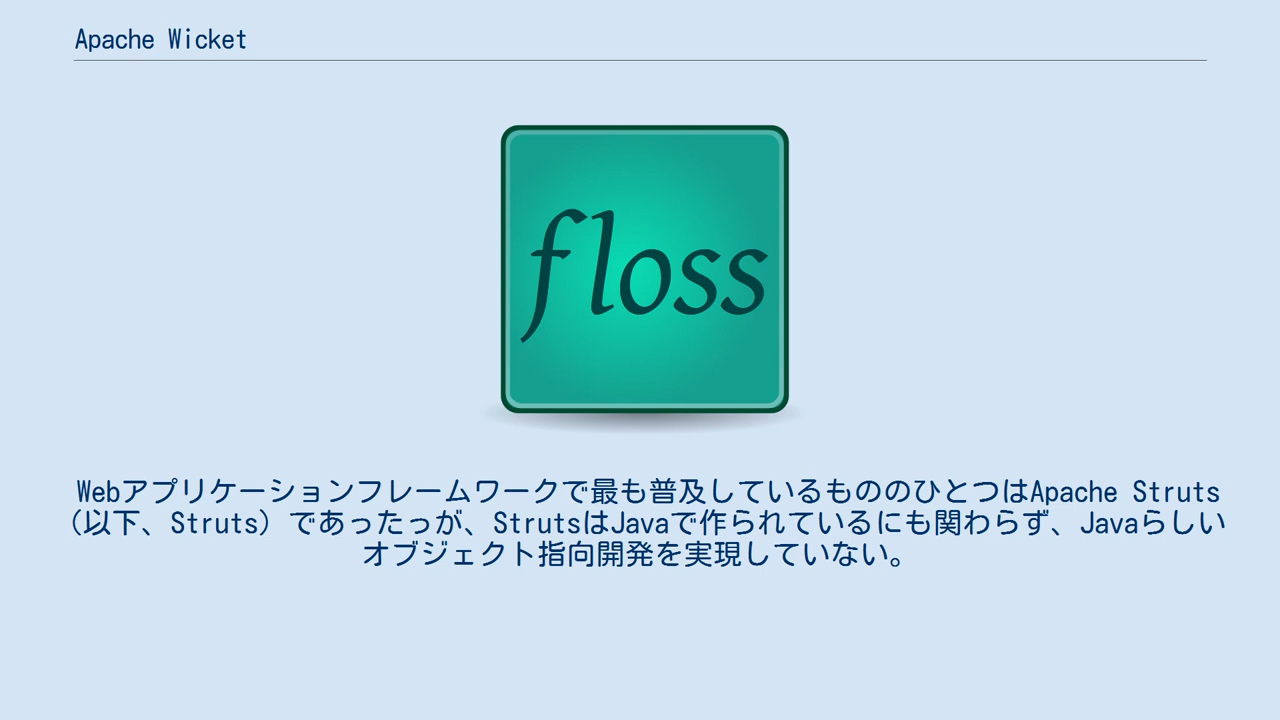 Apache Wicket
floss
Webアプリケーションフレームワークで最も普及しているもののひとつはApache Struts
(以下、Struts) であったっが、StrutsはJavaで作られているにも関わらず、Javaらしい
オブジェクト指向開発を実現していない。